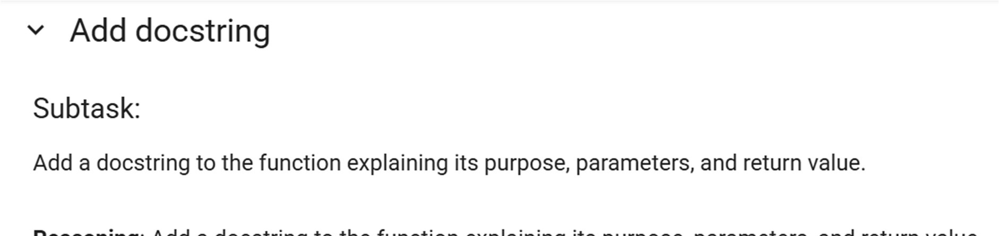 Add docstring
Subtask:
Add a docstring to the function explaining its purpose, parameters, and return value.
Reasoning: Add a docstring to the function explaining its purpose, parameters, and return value